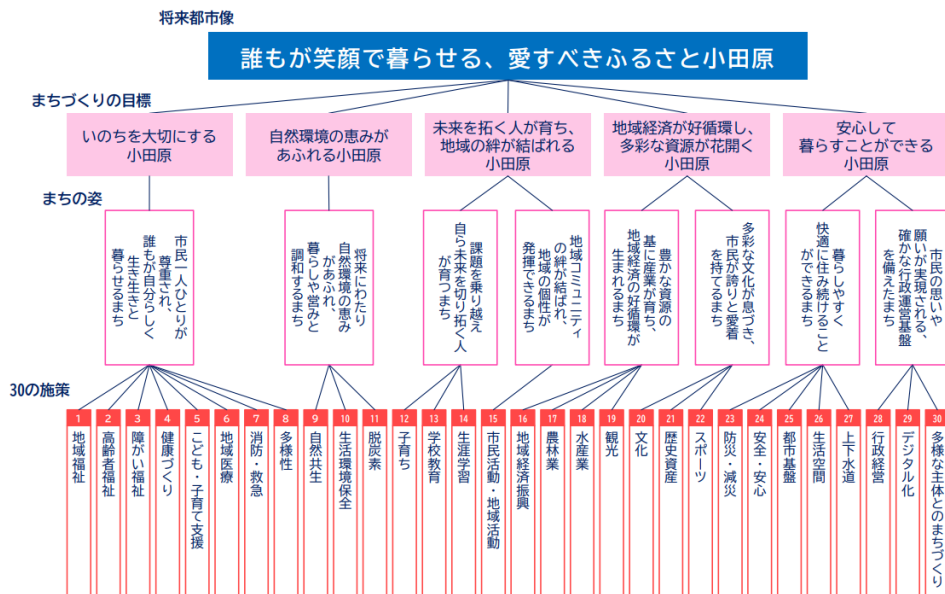 将来都市像
誰もが笑顔で暮らせる、愛すべきふるさと小田原
まちづくりの目標
いのちを大切にする
小田原
自然環境の恵みが
あふれる小田原
未来を拓く人が育ち、
地域の絆が結ばれる
小田原
地域経済が好循環し、
多彩な資源が花開く
小田原
安心して
暮らすことができる
小田原
まちの姿
市民一人ひとりが
尊重され、
誰もが自分らしく
生き生きと
暮らせるまち
将来にわたり
自然環境の恵み
があふれ、
暮らしや営みと
調和するまち
課題を乗り越え
自ら未来を切り拓く人
が育つまち
地域コミュニティ
の絆が結ばれ、
地域の個性が
発揮できるまち
豊かな資源の
基に産業が育ち、
地域経済の好循環が
生まれるまち
多彩な文化が息づき、
市民が誇りと愛着
を持てるまち
暮らしやすく
快適に住み続けること
ができるまち
市民の思いや
願いが実現される、
確かな行政運営基盤
を備えたまち
30の施策
1
地域福祉
2
高齢者福祉
3
障がい福祉
4
健康づくり
5
こども・子育て支援
6
地域医療
7
消防・救急
8
多様性
9
自然共生
10
生活環境保全
11
脱炭素
12
子育ち
13
学校教育
14
生涯学習
15
市民活動・地域活動
16
地域経済振興
17
農林業
18
水産業
19
観光
20
文化
21
歴史資産
22
スポーツ
23
防災・減災
24
安全・安心
25
都市基盤
26
生活空間
27
上下水道
28
行政経営
29
デジタル化
30
多様な主体とのまちづくり